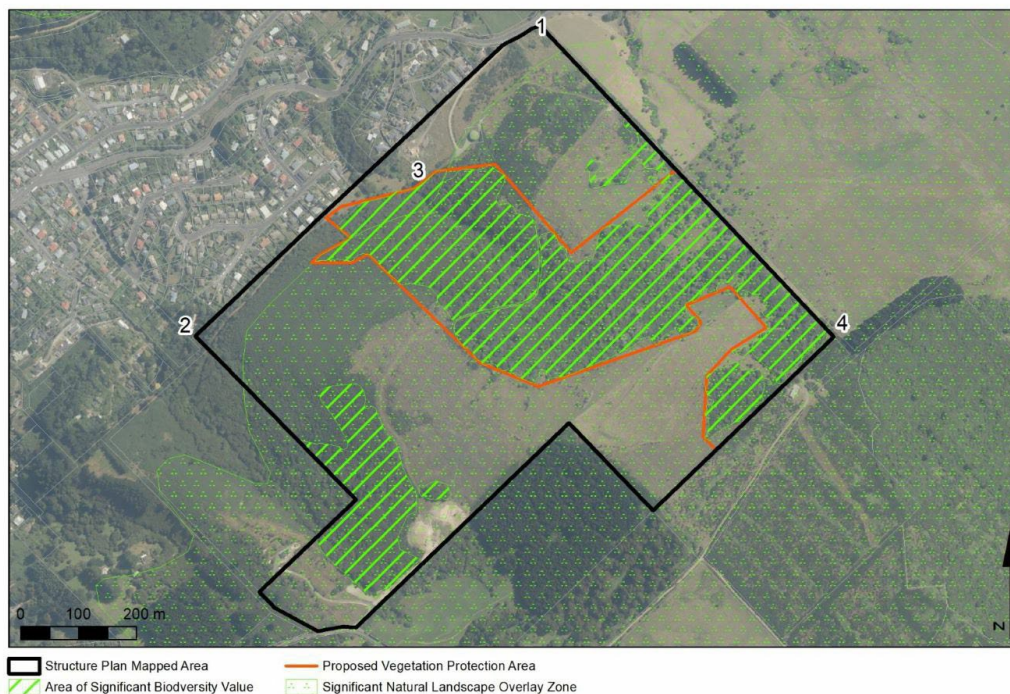 1
3
2
4
0 100 200 m
N
Structure Plan Mapped Area
Proposed Vegetation Protection Area
Area of Significant Biodversity Value
Significant Natural Landscape Overlay Zone